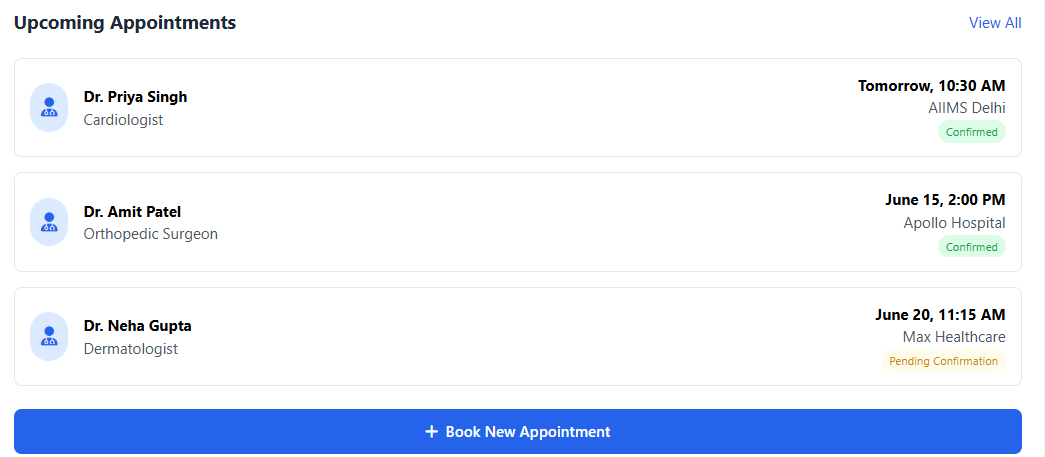 Upcoming Appointments
View All
Dr. Priya Singh
Cardiologist
Tomorrow, 10:30 AM
AIIMS Delhi
Confirmed
Dr. Amit Patel
Orthopedic Surgeon
June 15, 2:00 PM
Apollo Hospital
Confirmed
Dr. Neha Gupta
Dermatologist
June 20, 11:15 AM
Max Healthcare
Pending Confirmation
+ Book New Appointment